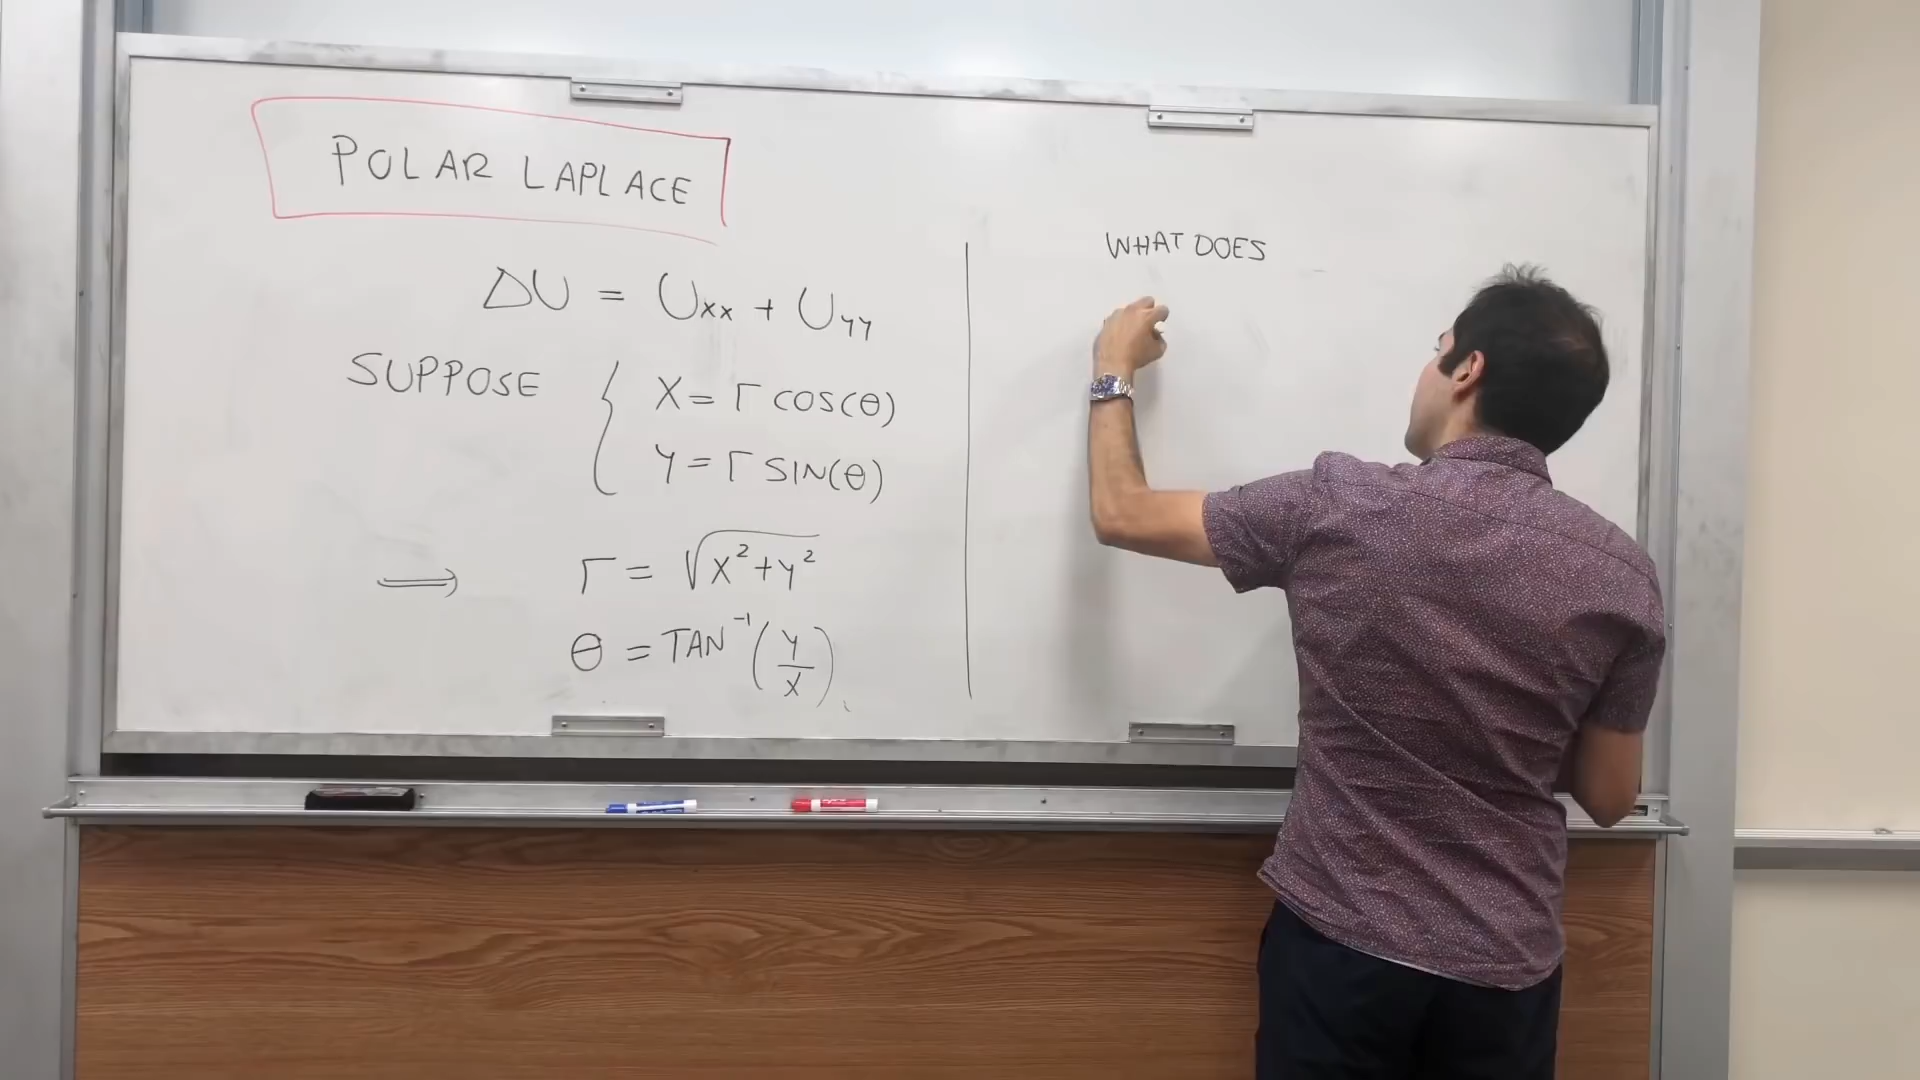 POLAR LAPLACE
ΔU = Uxx + Uyy
SUPPOSE { x = r cos(θ)
y = r SIN(θ)
⟹ r = √(x² + y²)
θ = TAN⁻¹(y/x)
WHAT DOES